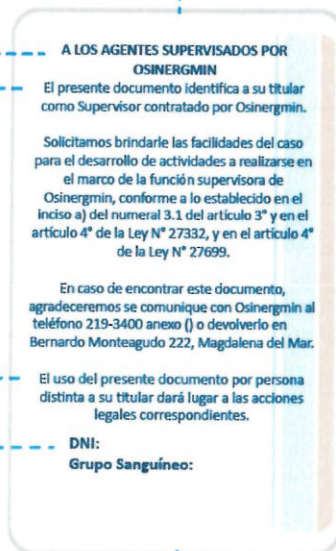 A LOS AGENTES SUPERVISADOS POR
OSINERGMIN
El presente documento identifica a su titular
como Supervisor contratado por Osinergmin.
Solicitamos brindarle las facilidades del caso
para el desarrollo de actividades a realizarse en
el marco de la función supervisora de
Osinergmin, conforme a lo establecido en el
inciso a) del numeral 3.1 del artículo 3° y en el
artículo 4° de la Ley N° 27332, y en el artículo 4°
de la Ley N° 27699.
En caso de encontrar este documento,
agradeceremos se comunique con Osinergmin al
teléfono 219-3400 anexo () o devolverlo en
Bernardo Monteagudo 222, Magdalena del Mar.
El uso del presente documento por persona
distinta a su titular dará lugar a las acciones
legales correspondientes.
DNI:
Grupo Sanguíneo: